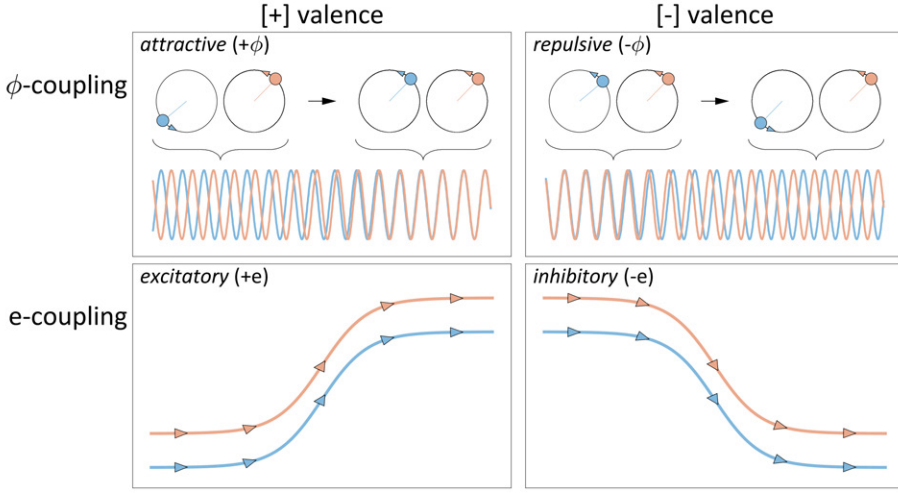 [+] valence
[-] valence
ϕ-coupling
attractive (+ϕ)
repulsive (-ϕ)
e-coupling
excitatory (+e)
inhibitory (-e)